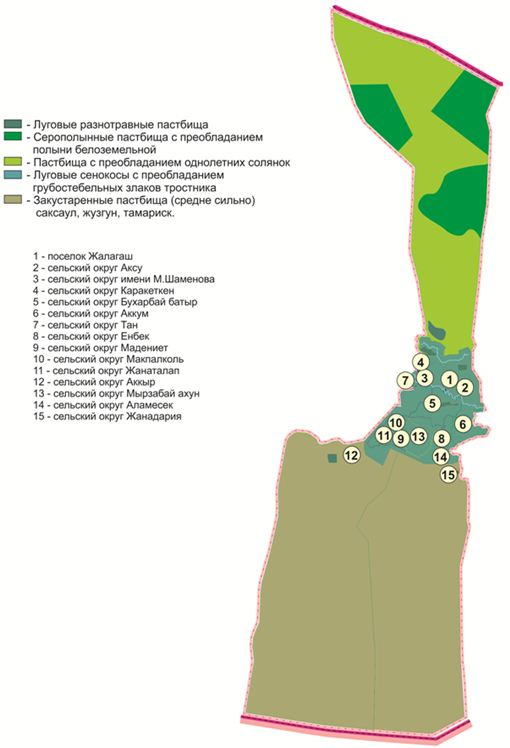 - Луговые разнотравные пастбища
- Серополынные пастбища с преобладанием
полыни белоземельной
- Пастбища с преобладанием однолетних солянок
- Луговые сенокосы с преобладанием
грубостебельных злаков тростника
- Закустаренные пастбища (средне сильно)
саксаул, жузгун, тамариск.
1 - поселок Жалагаш
2 - сельский округ Аксу
3 - сельский округ имени М.Шаменова
4 - сельский округ Каракеткен
5 - сельский округ Бухарбай батыр
6 - сельский округ Аккум
7 - сельский округ Тан
8 - сельский округ Енбек
9 - сельский округ Мадениет
10 - сельский округ Макпалколь
11 - сельский округ Жанаталап
12 - сельский округ Аккыр
13 - сельский округ Мырзабай ахун
14 - сельский округ Аламесек
15 - сельский округ Жанадария
4
7 3 1 2
5
10 6
11 9 13 8
12 14
15